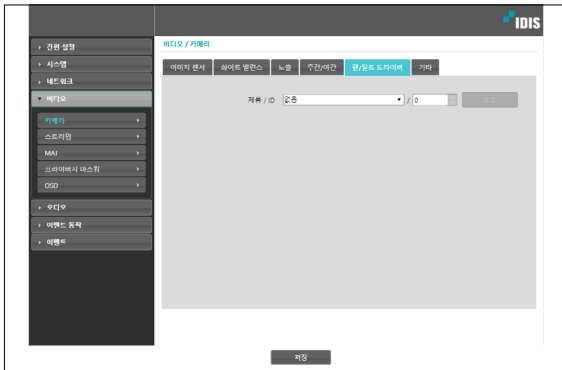 IDIS
간편 설정
시스템
네트워크
비디오
카메라
스트리밍
MAT
프라이버시 마스킹
OSD
오디오
이벤트 동작
이벤트
비디오 / 카메라
이미지 센서 화이트 밸런스 노출 주간/야간 팬/틸트 드라이버 기타
제품 / ID 없음 / 0
저장